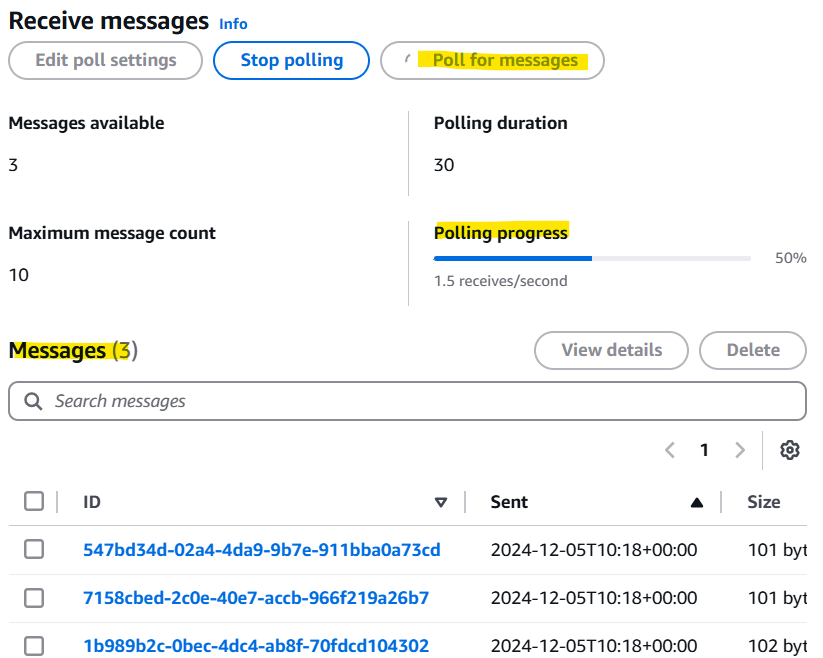 Receive messages Info
Edit poll settings Stop polling Poll for messages
Messages available
3
Polling duration
30
Maximum message count
10
Polling progress
50%
1.5 receives/second
Messages (3)
View details Delete
Search messages
1
ID Sent Size
547bd34d-02a4-4da9-9b7e-911bba0a73cd 2024-12-05T10:18+00:00 101 byt
7158cbed-2c0e-40e7-accb-966f219a26b7 2024-12-05T10:18+00:00 101 byt
1b989b2c-0bec-4dc4-ab8f-70fdcd104302 2024-12-05T10:18+00:00 102 byt